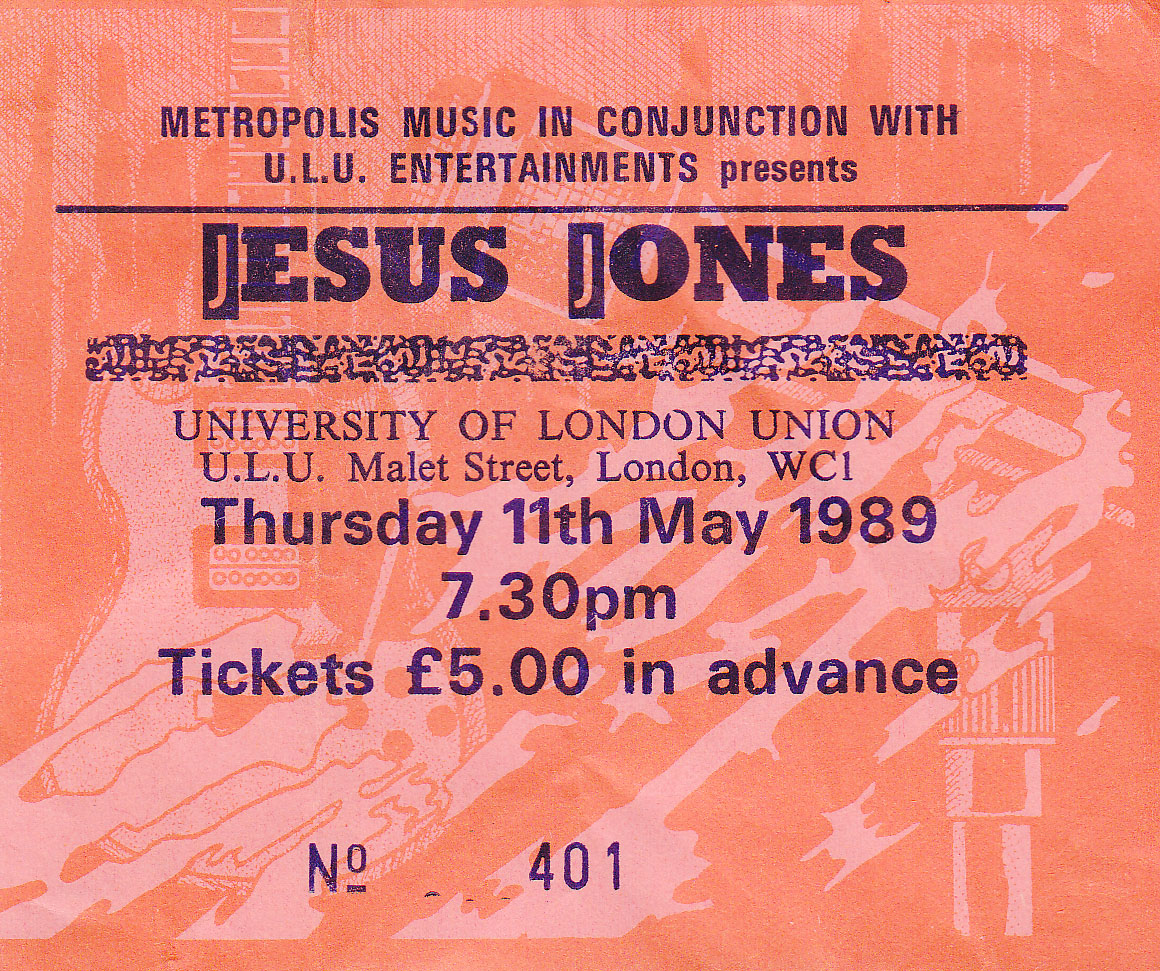 METROPOLIS MUSIC IN CONJUNCTION WITH
U.L.U. ENTERTAINMENTS presents
JESUS JONES
UNIVERSITY OF LONDON UNION
U.L.U. Malet Street, London, WC1
Thursday 11th May 1989
7.30pm
Tickets £5.00 in advance
Nº 401